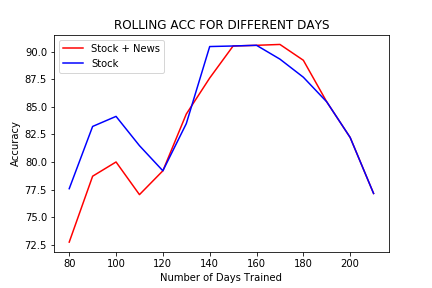 ROLLING ACC FOR DIFFERENT DAYS
Stock + News
Stock
Accuracy
90.0
87.5
85.0
82.5
80.0
77.5
75.0
72.5
80 100 120 140 160 180 200
Number of Days Trained